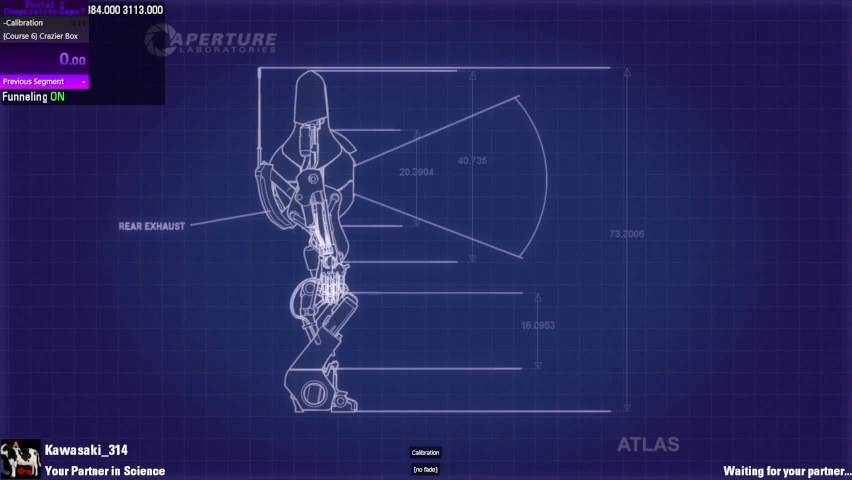 Portal 2
Cooperative Game?
-Calibration
{Course 6} Crazier Box
0.00
Previous Segment -
Funneling ON
384.000 3113.000
APERTURE
LABORATORIES
20.3904
40.735
73.2006
16.0953
REAR EXHAUST
ATLAS
Kawasaki_314
Your Partner in Science
Calibration
[no fade]
Waiting for your partner...